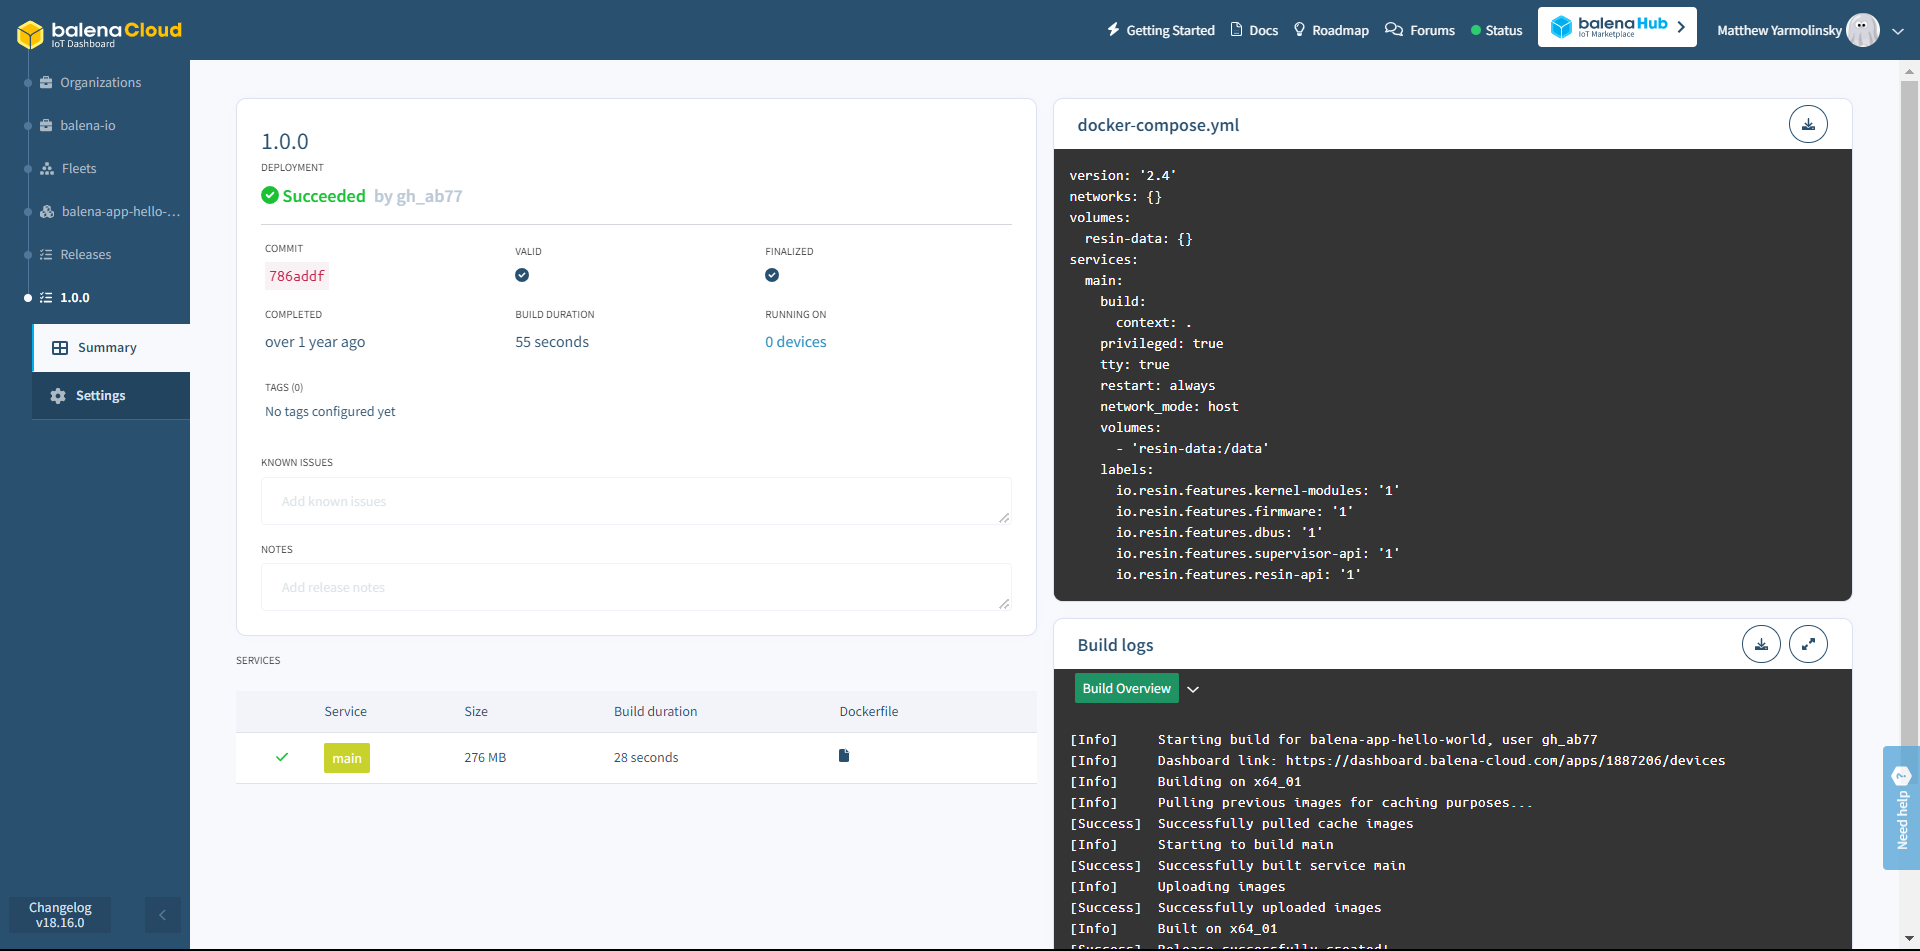 balenaCloud
IoT Dashboard
Getting Started
Docs
Roadmap
Forums
Status
balenaHub
IoT Marketplace
Matthew Yarmolinsky
Organizations
balena-io
Fleets
balena-app-hello-...
Releases
1.0.0
Summary
Settings
Changelog
v18.16.0
1.0.0
DEPLOYMENT
Succeeded by gh_ab77
COMMIT
786addf
VALID
FINALIZED
COMPLETED
over 1 year ago
BUILD DURATION
55 seconds
RUNNING ON
0 devices
TAGS (0)
No tags configured yet
KNOWN ISSUES
Add known issues
NOTES
Add release notes
SERVICES
Service Size Build duration Dockerfile
main 276 MB 28 seconds
docker-compose.yml
version: '2.4'
networks: {}
volumes:
resin-data: {}
services:
main:
build:
context: .
privileged: true
tty: true
restart: always
network_mode: host
volumes:
- 'resin-data:/data'
labels:
io.resin.features.kernel-modules: '1'
io.resin.features.firmware: '1'
io.resin.features.dbus: '1'
io.resin.features.supervisor-api: '1'
io.resin.features.resin-api: '1'
Build logs
Build Overview
[Info] Starting build for balena-app-hello-world, user gh_ab77
[Info] Dashboard link: https://dashboard.balena-cloud.com/apps/1887206/devices
[Info] Building on x64_01
[Info] Pulling previous images for caching purposes...
[Success] Successfully pulled cache images
[Info] Starting to build main
[Success] Successfully built service main
[Info] Uploading images
[Success] Successfully uploaded images
[Info] Built on x64_01
[Success] Release successfully created!
Need help ?